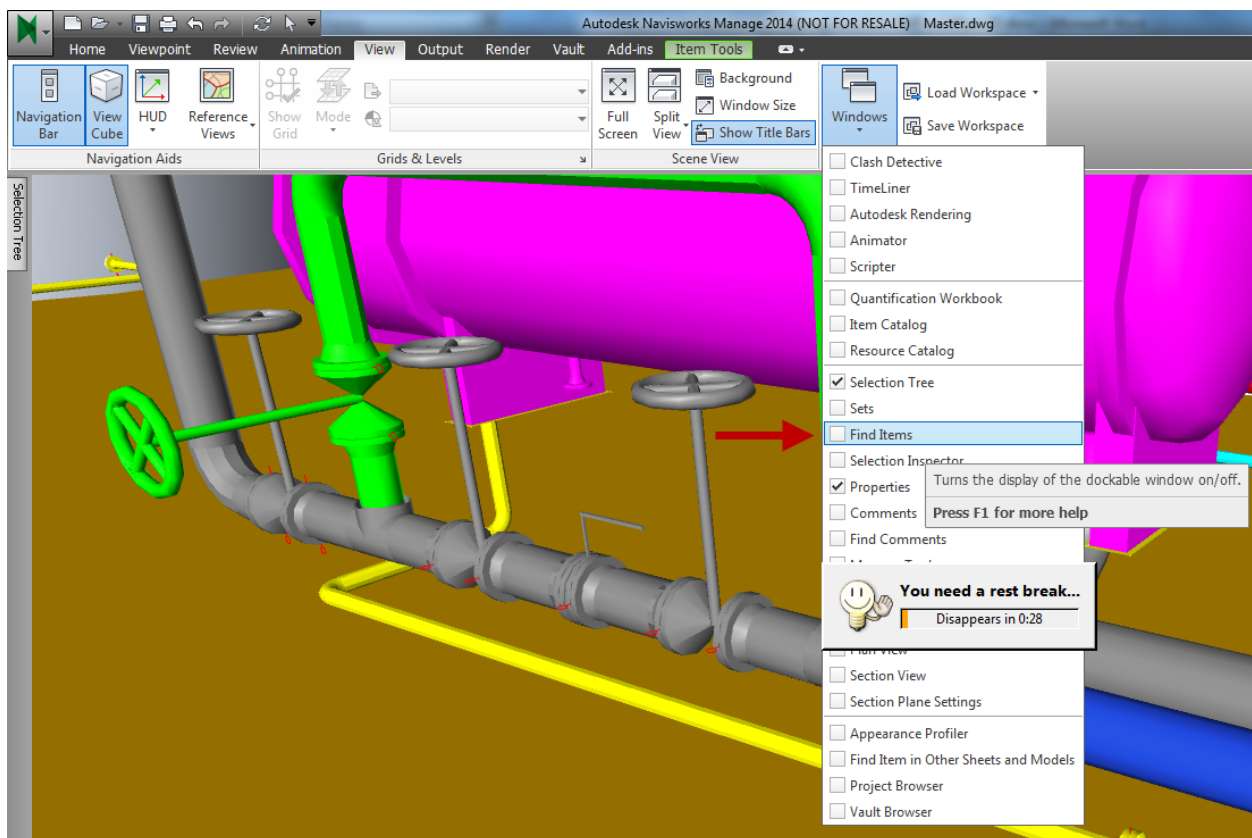 Autodesk Navisworks Manage 2014 (NOT FOR RESALE) Master.dwg
Home Viewpoint Review Animation View Output Render Vault Add-ins Item Tools
Navigation Bar
View Cube
HUD
Reference Views
Navigation Aids
Show Grid
Mode
Grids & Levels
Full Screen
Split View
Background
Window Size
Show Title Bars
Scene View
Windows
Load Workspace
Save Workspace
Selection Tree
Clash Detective
TimeLiner
Autodesk Rendering
Animator
Scripter
Quantification Workbook
Item Catalog
Resource Catalog
Selection Tree
Sets
Find Items
Selection Inspector
Properties
Turns the display of the dockable window on/off.
Press F1 for more help
Comments
Find Comments
You need a rest break...
Disappears in 0:28
Plan View
Section View
Section Plane Settings
Appearance Profiler
Find Item in Other Sheets and Models
Project Browser
Vault Browser